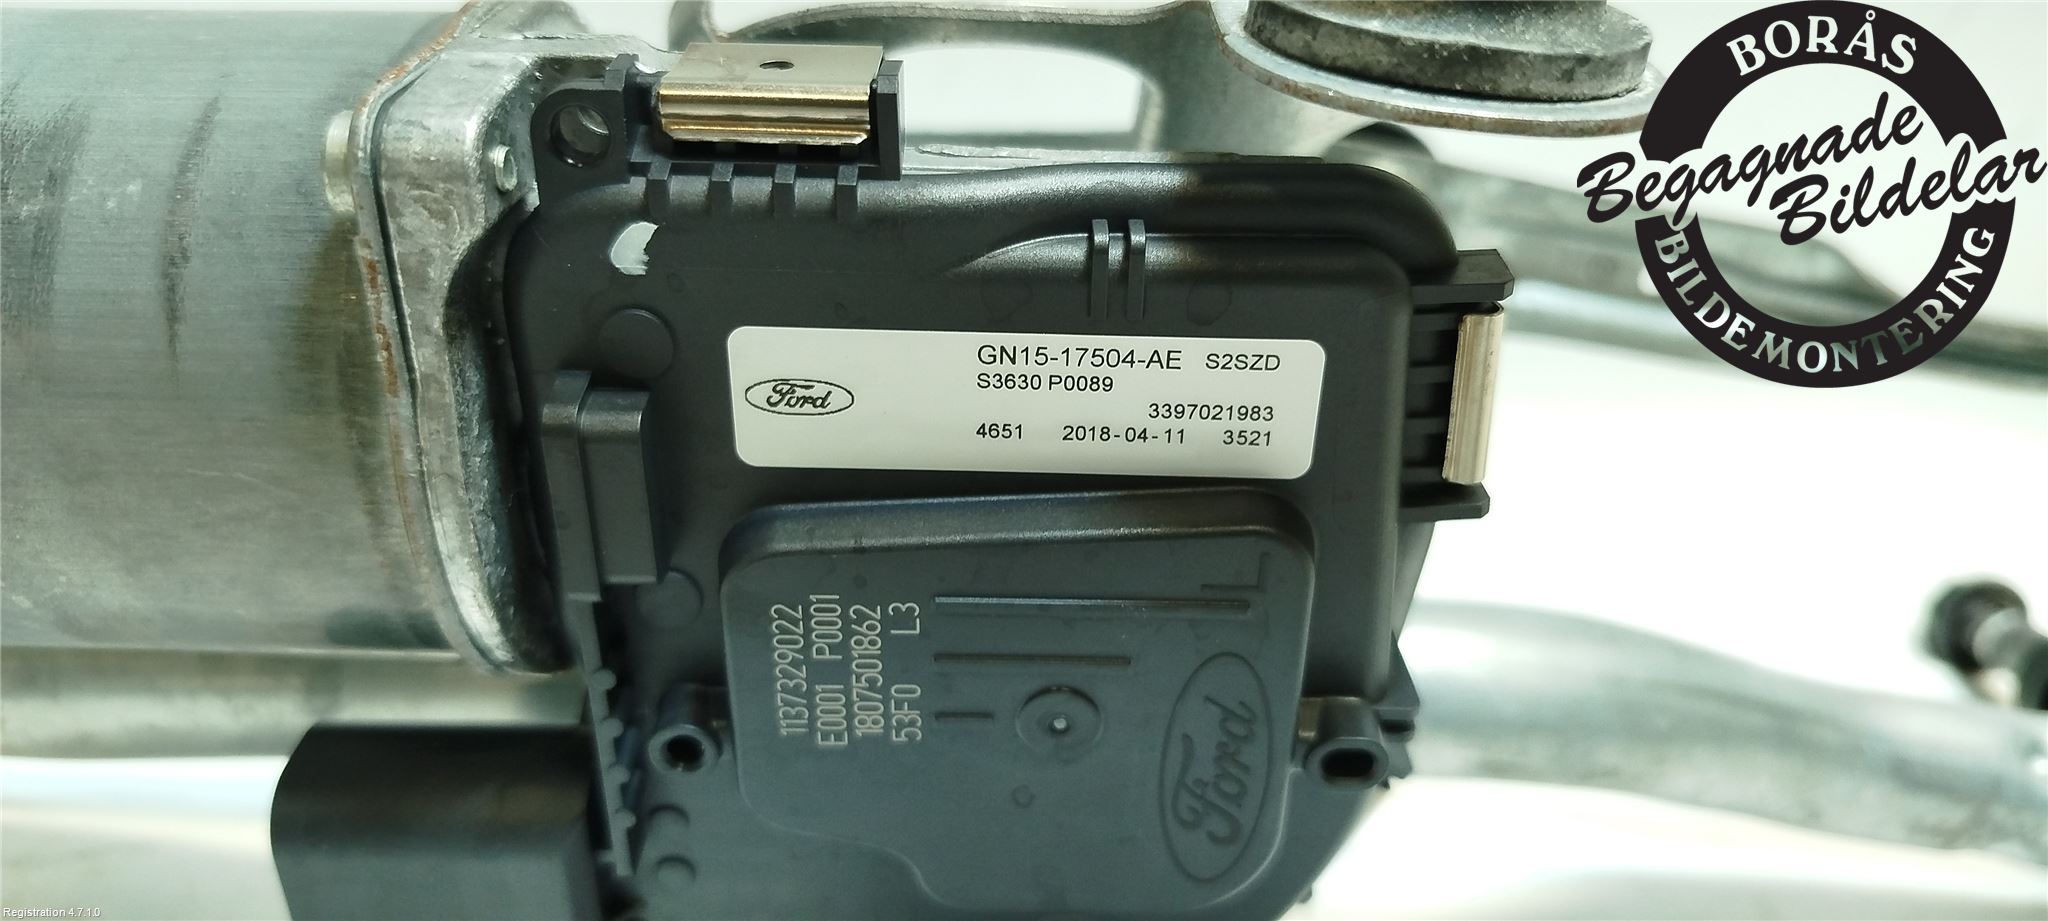 BORÅS
Begagnade
Bildelar
BILDEMONTERING
Ford
GN15-17504-AE S2SZD
S3630 P0089
3397021983
4651 2018-04-11 3521
1137329022
E0001 P0001
1807501862
53F0 L3
Ford
Registration 4.7.1.0